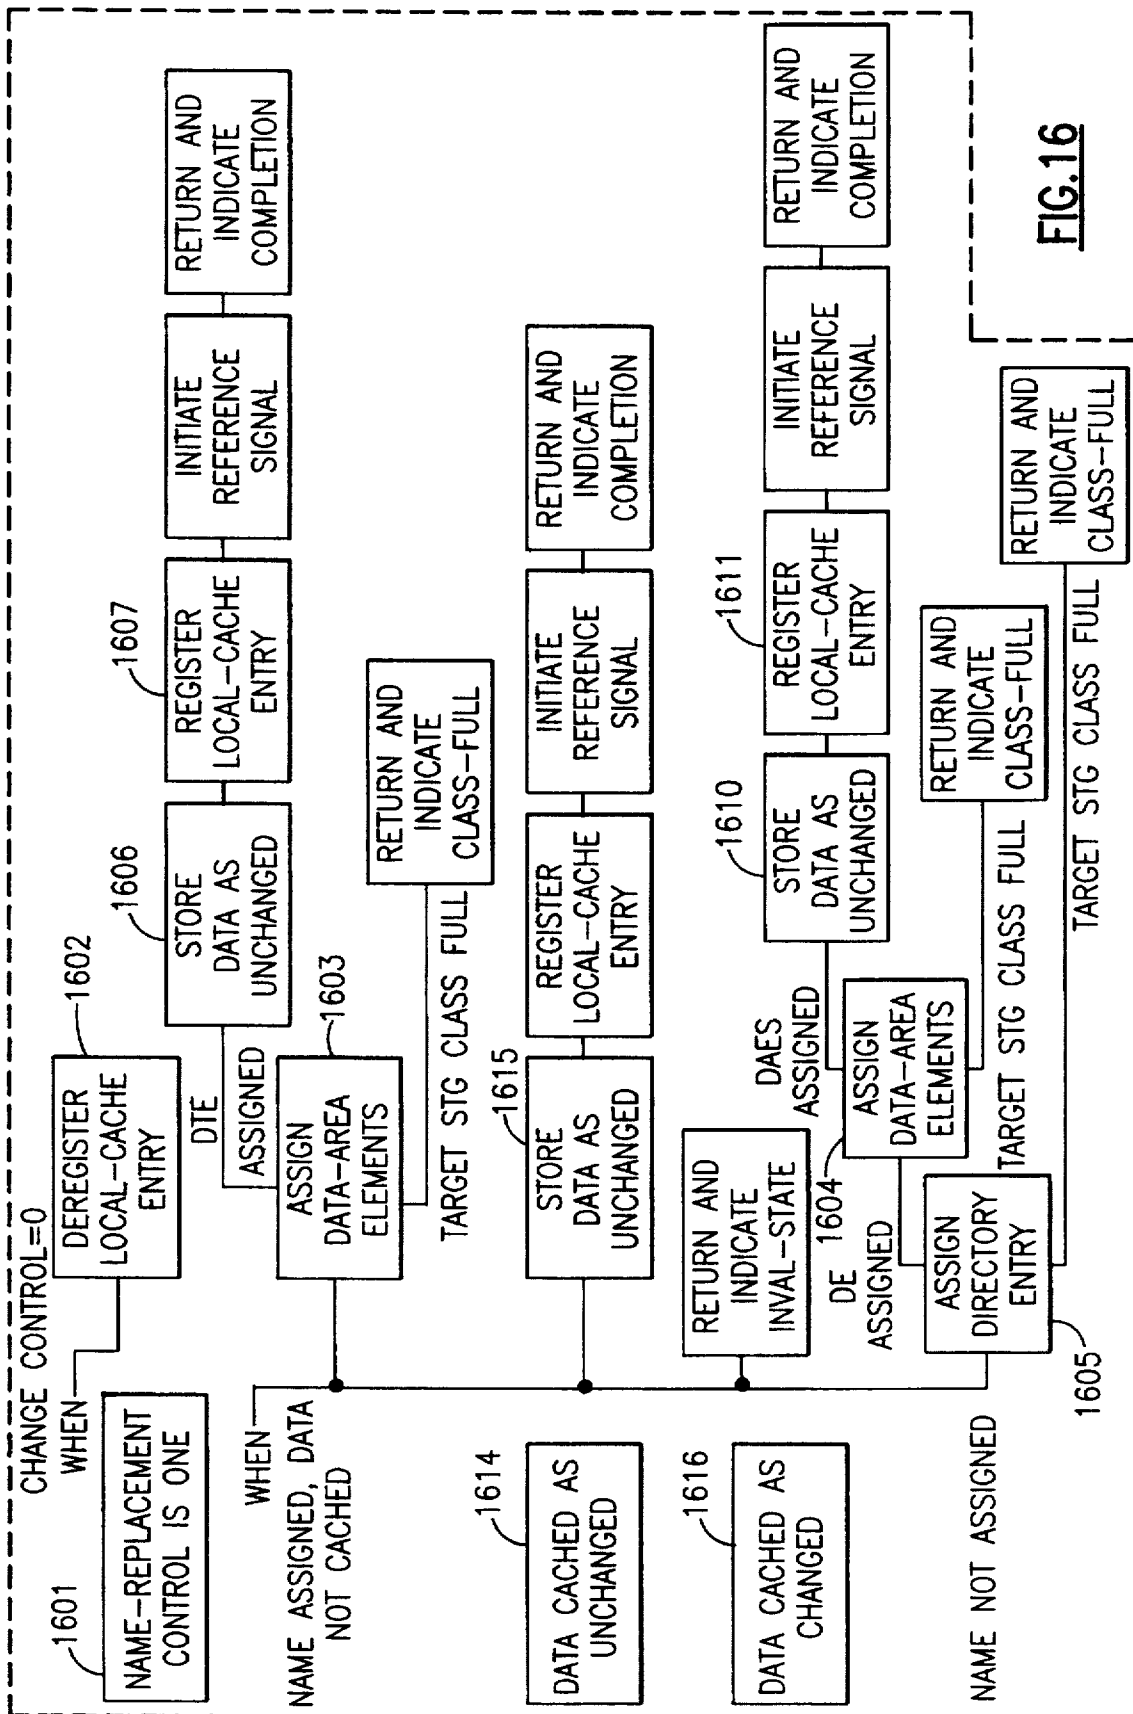 CHANGE CONTROL=0
WHEN
1601
NAME-REPLACEMENT
CONTROL IS ONE
1602
DEREGISTER
LOCAL-CACHE
ENTRY
WHEN
NAME ASSIGNED, DATA
NOT CACHED
1603
ASSIGN
DATA-AREA
ELEMENTS
DTE
ASSIGNED
1606
STORE
DATA AS
UNCHANGED
1607
REGISTER
LOCAL-CACHE
ENTRY
INITIATE
REFERENCE
SIGNAL
RETURN AND
INDICATE
COMPLETION
TARGET STG CLASS FULL
RETURN AND
INDICATE
CLASS-FULL
1614
DATA CACHED AS
UNCHANGED
1615
STORE
DATA AS
UNCHANGED
REGISTER
LOCAL-CACHE
ENTRY
INITIATE
REFERENCE
SIGNAL
RETURN AND
INDICATE
COMPLETION
1616
DATA CACHED AS
CHANGED
RETURN AND
INDICATE
INVAL-STATE
NAME NOT ASSIGNED
1605
ASSIGN
DIRECTORY
ENTRY
DE
ASSIGNED
1604
ASSIGN
DATA-AREA
ELEMENTS
DAES
ASSIGNED
1610
STORE
DATA AS
UNCHANGED
1611
REGISTER
LOCAL-CACHE
ENTRY
INITIATE
REFERENCE
SIGNAL
RETURN AND
INDICATE
COMPLETION
TARGET STG CLASS FULL
RETURN AND
INDICATE
CLASS-FULL
TARGET STG CLASS FULL
RETURN AND
INDICATE
CLASS-FULL
FIG.16